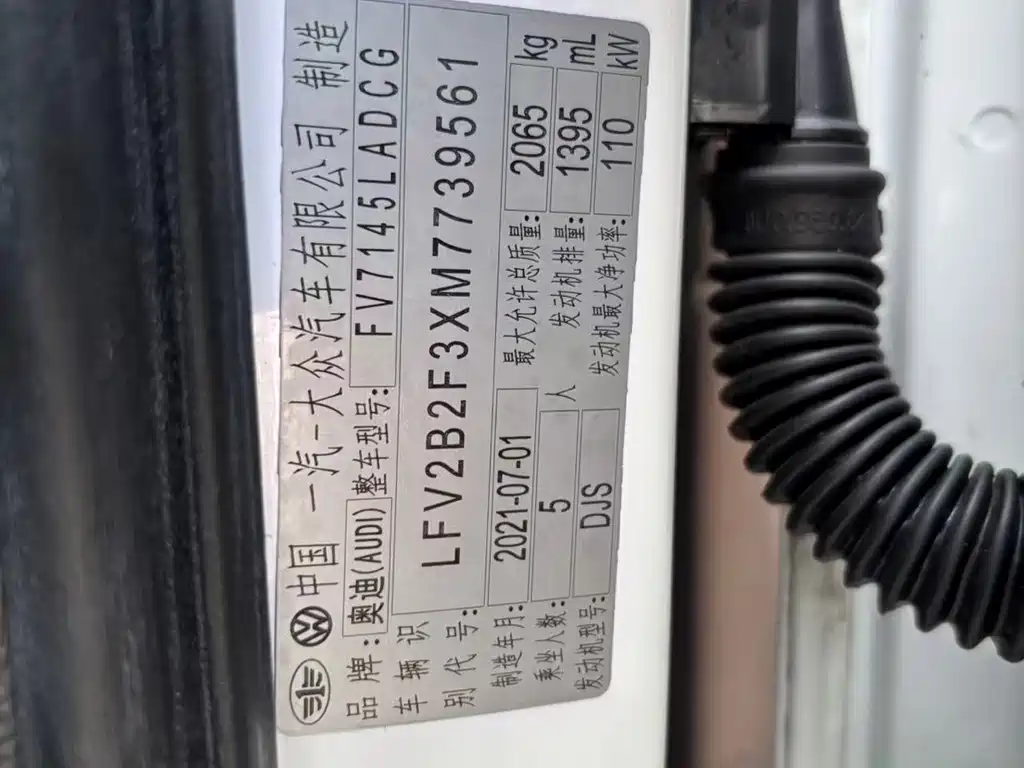 中国 一汽-大众汽车有限公司 制造
品牌: 奥迪(AUDI) 整车型号: FV7145LADCG
车辆识别代号: LFV2B2F3XM7739561
制造年月: 2021-07-01 最大允许总质量: 2065 kg
乘坐人数: 5 人 发动机排量: 1395 mL
发动机型号: DJS 发动机最大净功率: 110 kW